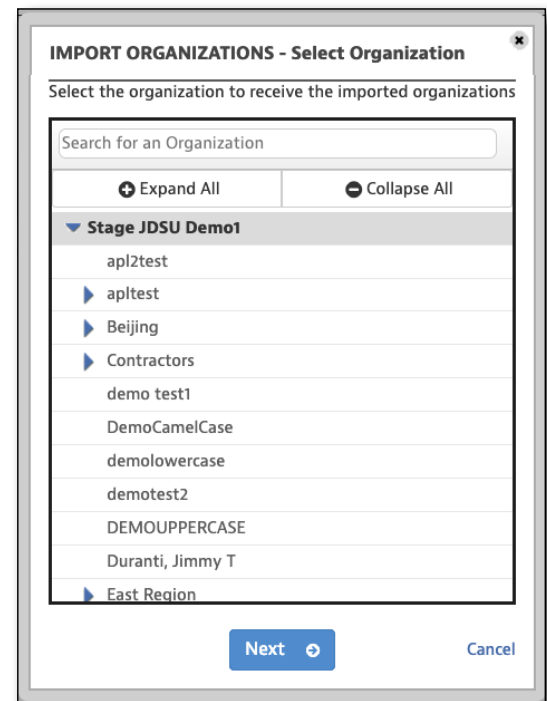 IMPORT ORGANIZATIONS - Select Organization
Select the organization to receive the imported organizations
Search for an Organization
Expand All
Collapse All
Stage JDSU Demo1
apl2test
apltest
Beijing
Contractors
demo test1
DemoCamelCase
demolowercase
demotest2
DEMOUPPERCASE
Duranti, Jimmy T
East Region
Next
Cancel